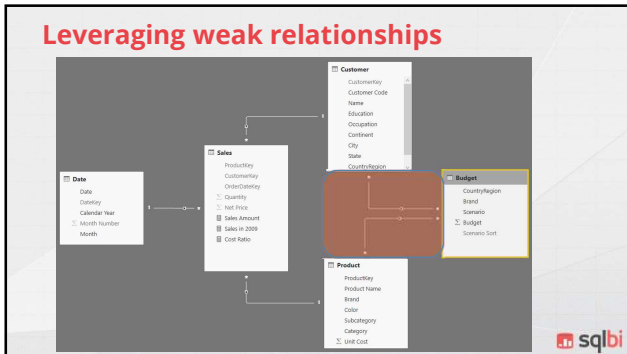 Leveraging weak relationships
Customer
CustomerKey
Customer Code
Name
Education
Occupation
Continent
City
State
CountryRegion
Sales
ProductKey
CustomerKey
OrderDateKey
Σ Quantity
Σ Net Price
Sales Amount
Sales in 2009
Cost Ratio
Date
Date
DateKey
Calendar Year
Σ Month Number
Month
Budget
CountryRegion
Brand
Scenario
Σ Budget
Scenario Sort
Product
ProductKey
Product Name
Brand
Color
Subcategory
Category
Σ Unit Cost
sqlbi